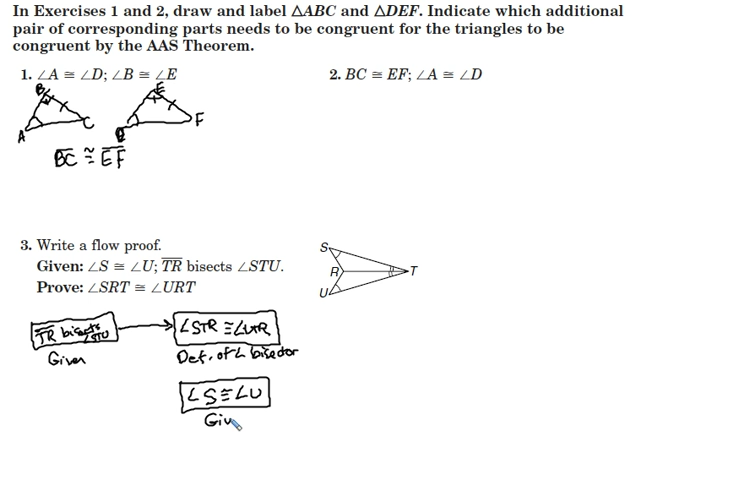 In Exercises 1 and 2, draw and label △ABC and △DEF. Indicate which additional
pair of corresponding parts needs to be congruent for the triangles to be
congruent by the AAS Theorem.
1. ∠A ≅ ∠D; ∠B ≅ ∠E
2. BC ≅ EF; ∠A ≅ ∠D
B
E
A
C
D
F
BC ≅ EF
3. Write a flow proof.
Given: ∠S ≅ ∠U; TR bisects ∠STU.
Prove: ∠SRT ≅ ∠URT
S
R
T
U
TR bisects
∠STU
Given
∠STR ≅ ∠UTR
Def. of ∠ bisector
∠S ≅ ∠U
Giv